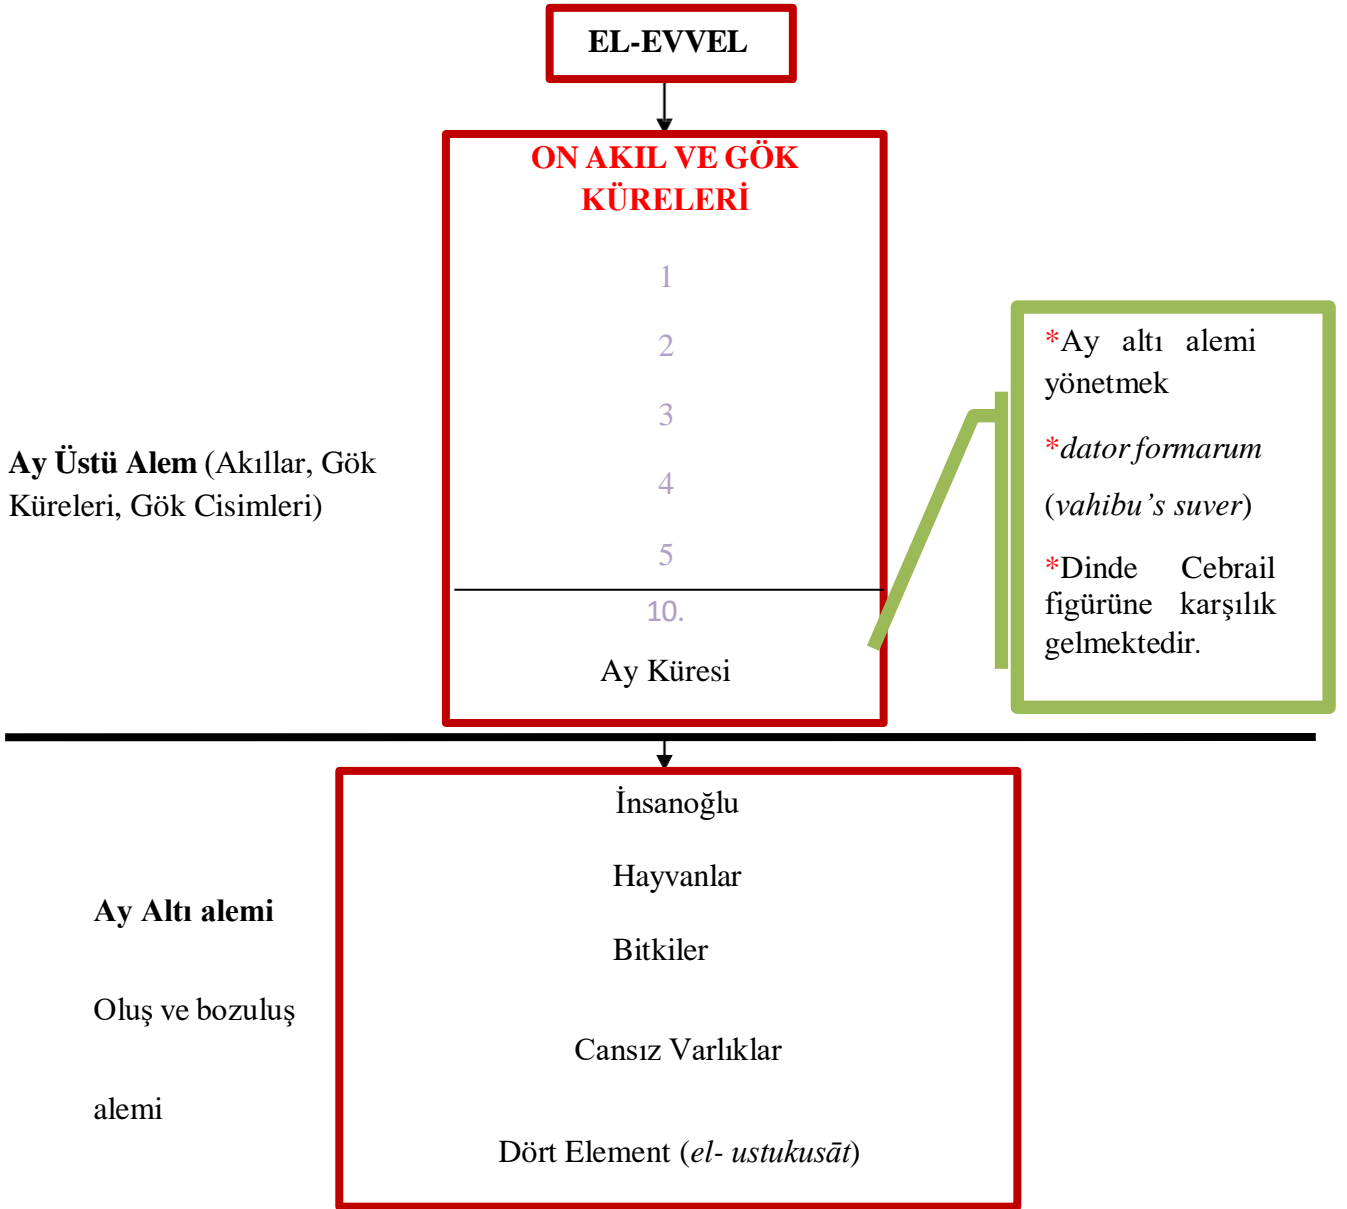 EL-EVVEL
ON AKIL VE GÖK
KÜRELERİ
1
2
3
4
5
10.
Ay Küresi
Ay Üstü Alem (Akıllar, Gök
Küreleri, Gök Cisimleri)
*Ay altı alemi
yönetmek
*dator formarum
(vahibu’s suver)
*Dinde Cebrail
figürüne karşılık
gelmektedir.
İnsanoğlu
Hayvanlar
Bitkiler
Cansız Varlıklar
Dört Element (el- ustukusāt)
Ay Altı alemi
Oluş ve bozuluş
alemi